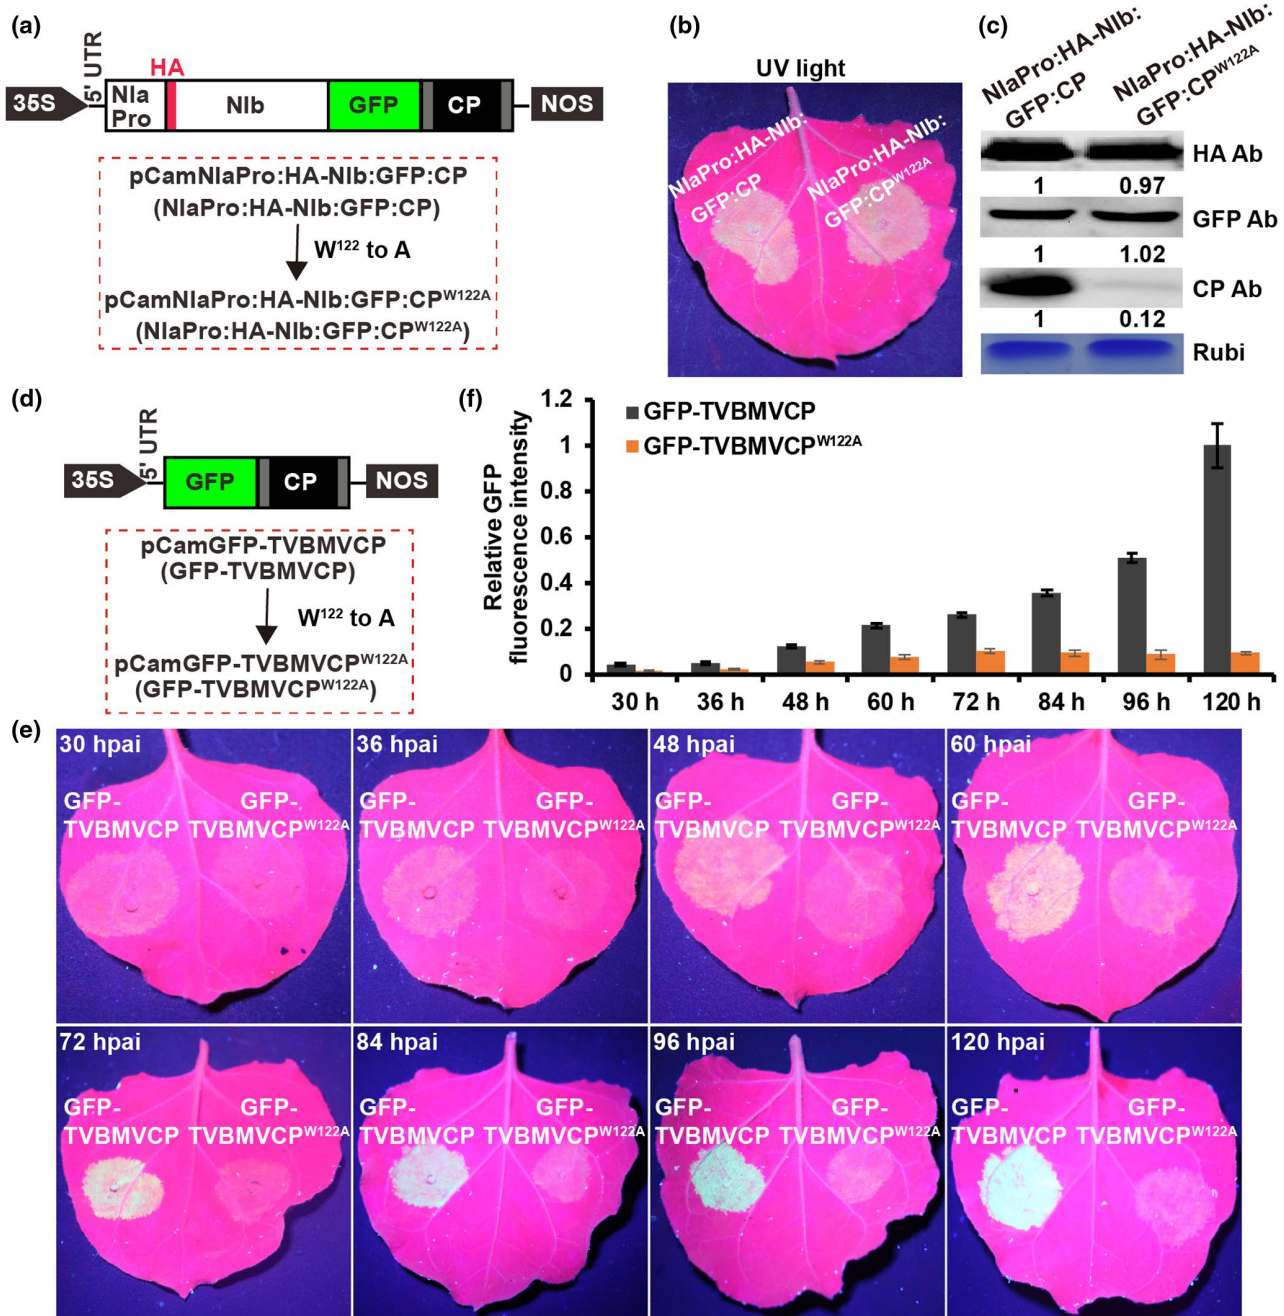 (a)
35S
5' UTR
HA
NIa
Pro
NIb
GFP
CP
NOS
pCamNIaPro:HA-NIb:GFP:CP
(NIaPro:HA-NIb:GFP:CP)
W122 to A
pCamNIaPro:HA-NIb:GFP:CPW122A
(NIaPro:HA-NIb:GFP:CPW122A)
(b)
UV light
NIaPro:HA-NIb:
GFP:CP
NIaPro:HA-NIb:
GFP:CPW122A
(c)
NIaPro:HA-NIb:
GFP:CP
NIaPro:HA-NIb:
GFP:CPW122A
HA Ab
1 0.97
GFP Ab
1 1.02
CP Ab
1 0.12
Rubi
(d)
35S
5' UTR
GFP
CP
NOS
pCamGFP-TVBMVCP
(GFP-TVBMVCP)
W122 to A
pCamGFP-TVBMVCPW122A
(GFP-TVBMVCPW122A)
(f)
Relative GFP
fluorescence intensity
1.2
1
0.8
0.6
0.4
0.2
0
GFP-TVBMVCP
GFP-TVBMVCPW122A
30 h 36 h 48 h 60 h 72 h 84 h 96 h 120 h
(e)
30 hpai
GFP- GFP-
TVBMVCP TVBMVCPW122A
36 hpai
GFP- GFP-
TVBMVCP TVBMVCPW122A
48 hpai
GFP- GFP-
TVBMVCP TVBMVCPW122A
60 hpai
GFP- GFP-
TVBMVCP TVBMVCPW122A
72 hpai
GFP- GFP-
TVBMVCP TVBMVCPW122A
84 hpai
GFP- GFP-
TVBMVCP TVBMVCPW122A
96 hpai
GFP- GFP-
TVBMVCP TVBMVCPW122A
120 hpai
GFP- GFP-
TVBMVCP TVBMVCPW122A